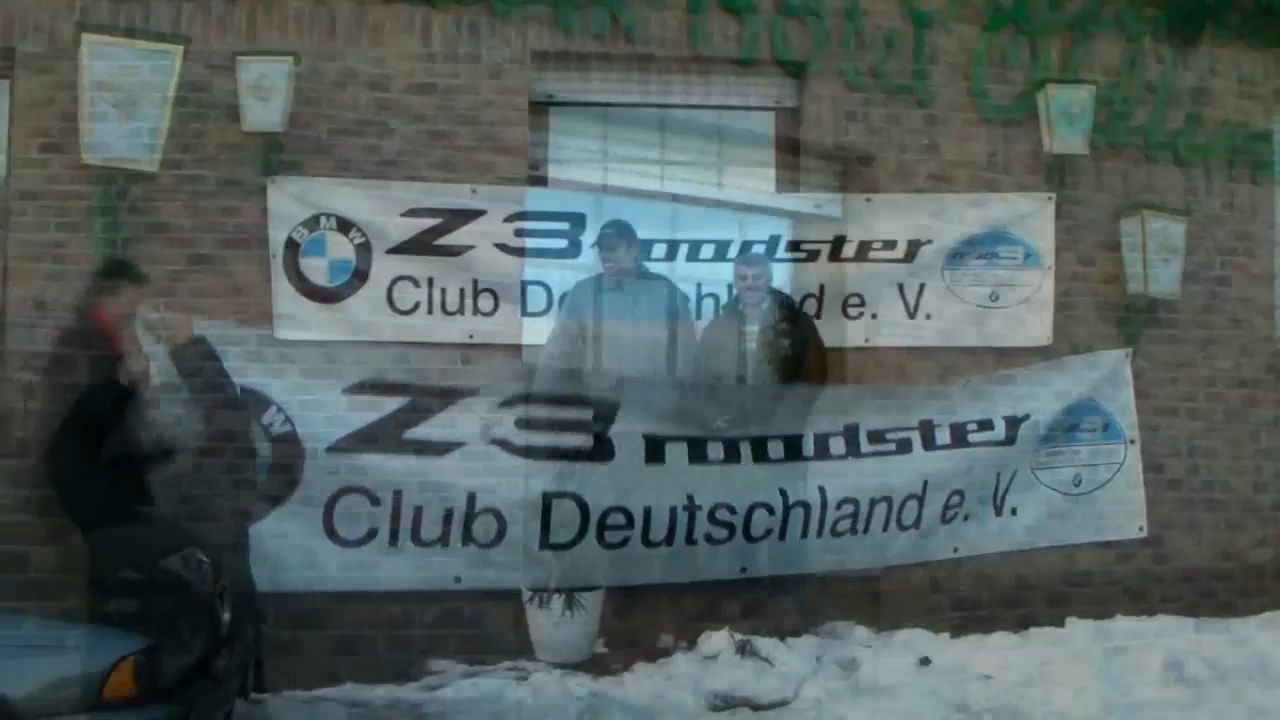 BMW
Z3 roadster
Club Deutschland e. V.
W
Z3 roadster
Club Deutschland e. V.